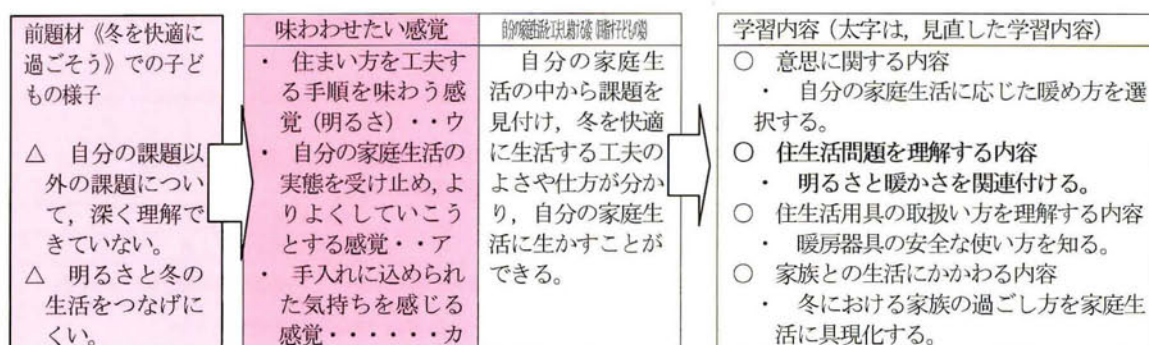 前題材《冬を快適に
過ごそう》での子ど
もの様子
△ 自分の課題以
外の課題につい
て，深く理解で
きていない。
△ 明るさと冬の
生活をつなげに
くい。
味わわせたい感覚
・ 住まい方を工夫す
る手順を味わう感
覚（明るさ）・・ウ
・ 自分の家庭生活の
実態を受け止め，よ
りよくしていこう
とする感覚・・ア
・ 手入れに込められ
た気持ちを感じる
感覚・・・・・・カ
自分の家庭生
活の中から課題を
見付け，冬を快適
に生活する工夫の
よさや仕方が分か
り，自分の家庭生
活に生かすことが
できる。
学習内容（太字は，見直した学習内容）
○ 意思に関する内容
・ 自分の家庭生活に応じた暖め方を選
択する。
○ 住生活問題を理解する内容
・ 明るさと暖かさを関連付ける。
○ 住生活用具の取扱い方を理解する内容
・ 暖房器具の安全な使い方を知る。
○ 家族との生活にかかわる内容
・ 冬における家族の過ごし方を家庭生
活に具現化する。